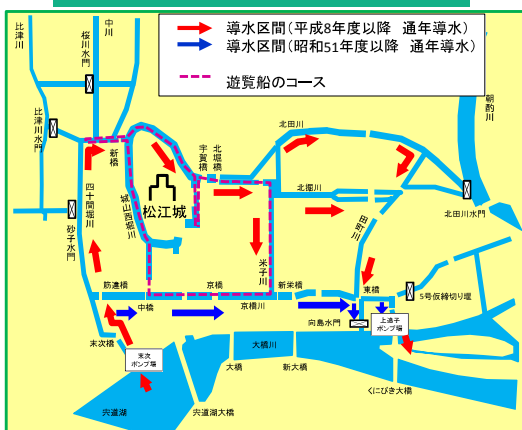 導水区間(平成8年度以降 通年導水)
導水区間(昭和51年度以降 通年導水)
遊覧船のコース
比津川
桜川水門
中川
比津川水門
新橋
宇賀橋
北堀橋
北田川
朝酌川
四十間堀川
城山西堀川
松江城
北堀川
北田川水門
田町川
砂子水門
米子川
筋違橋
京橋
新栄橋
東橋
5号仮締切り堰
中橋
京橋川
向島水門
上追子
ポンプ場
末次橋
末次
ポンプ場
大橋川
大橋
新大橋
くにびき大橋
宍道湖
宍道湖大橋